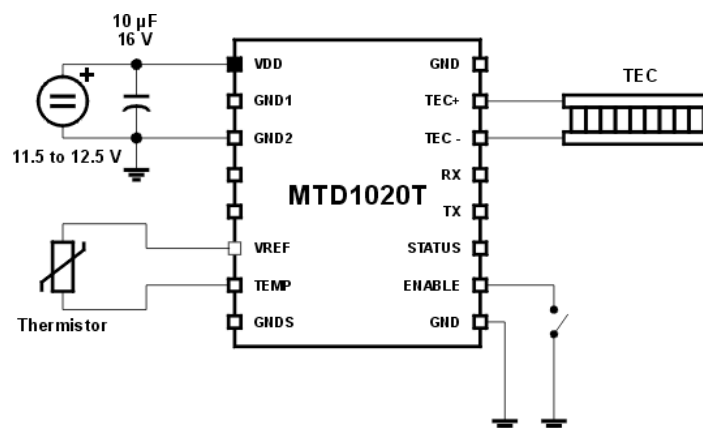 10 µF
16 V
+
11.5 to 12.5 V
VDD
GND1
GND2
VREF
TEMP
GNDS
Thermistor
MTD1020T
GND
TEC+
TEC -
RX
TX
STATUS
ENABLE
GND
TEC